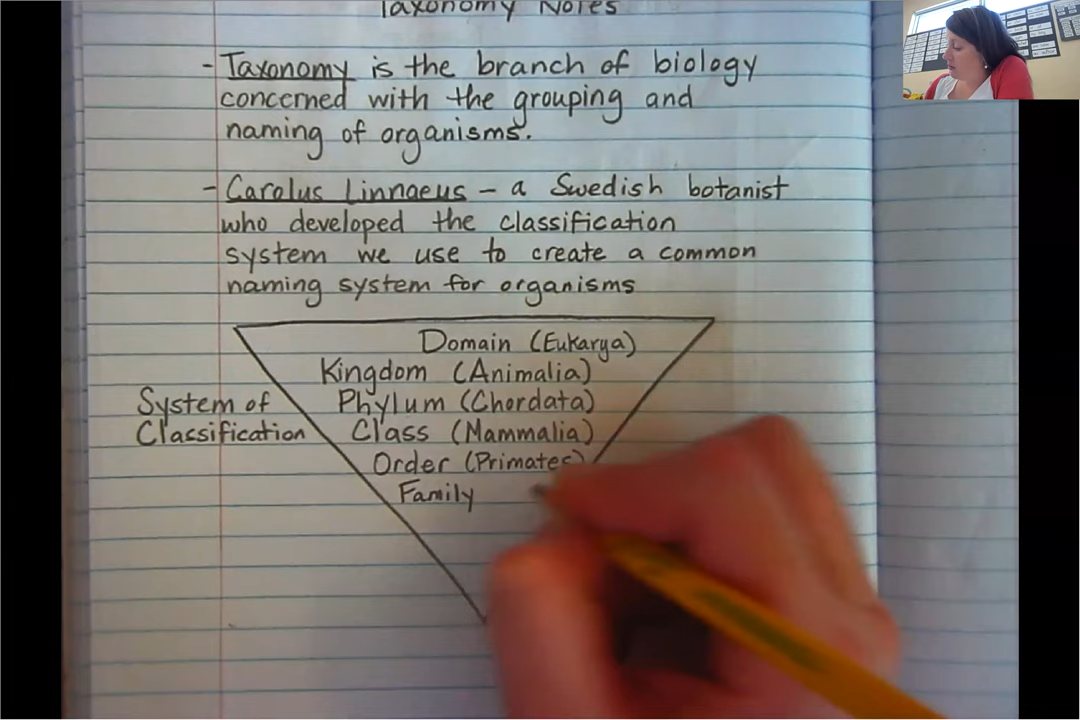 Taxonomy Notes
- Taxonomy is the branch of biology
concerned with the grouping and
naming of organisms.
- Carolus Linnaeus – a Swedish botanist
who developed the classification
system we use to create a common
naming system for organisms
Domain (Eukarya)
Kingdom (Animalia)
System of
Classification
Phylum (Chordata)
Class (Mammalia)
Order (Primates)
Family